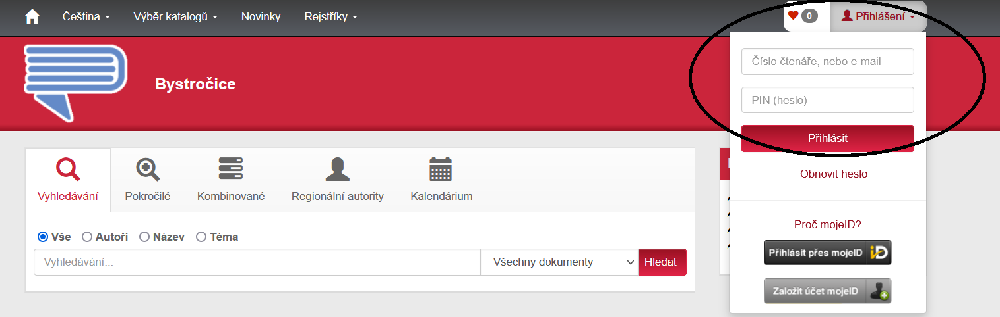 Čeština Výběr katalogů Novinky Rejstříky 0 Přihlášení
Bystročice
Číslo čtenáře, nebo e-mail
PIN (heslo)
Přihlásit
Obnovit heslo
Proč mojeID?
Přihlásit přes mojeID iD
Založit účet mojeID
Vyhledávání Pokročilé Kombinované Regionální autority Kalendárium
Vše Autoři Název Téma
Vyhledávání... Všechny dokumenty Hledat